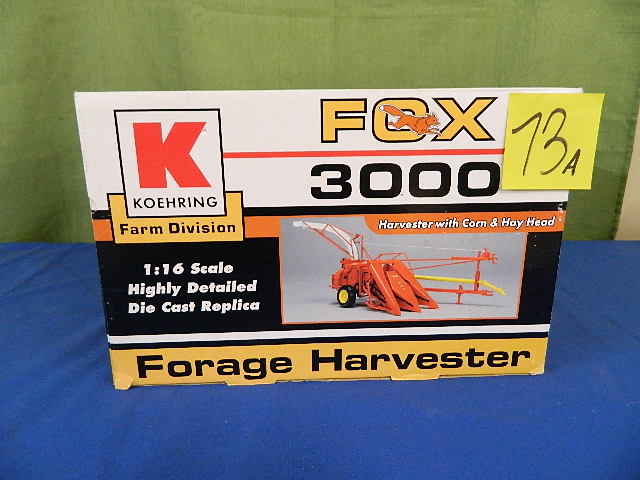 K
KOEHRING
Farm Division
FOX
3000
73A
Harvester with Corn & Hay Head
1:16 Scale
Highly Detailed
Die Cast Replica
Forage Harvester